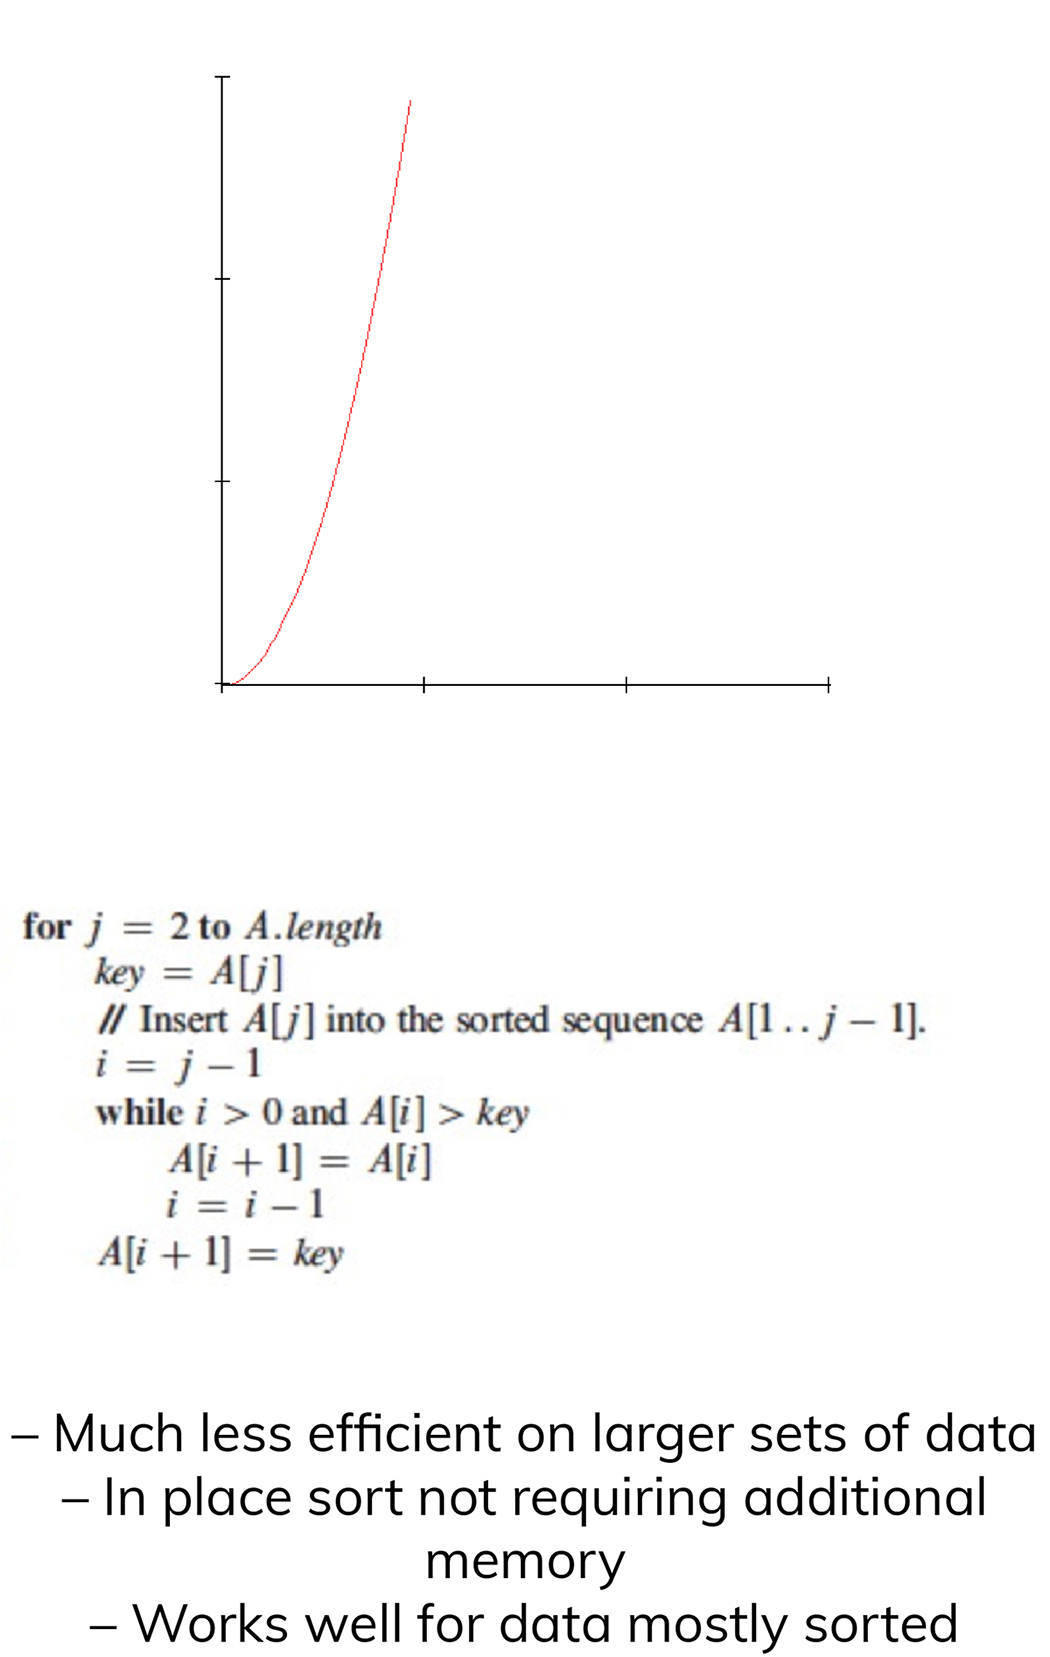 for j = 2 to A.length
key = A[j]
// Insert A[j] into the sorted sequence A[1 . . j − 1].
i = j − 1
while i > 0 and A[i] > key
A[i + 1] = A[i]
i = i − 1
A[i + 1] = key
– Much less efficient on larger sets of data
– In place sort not requiring additional
memory
– Works well for data mostly sorted